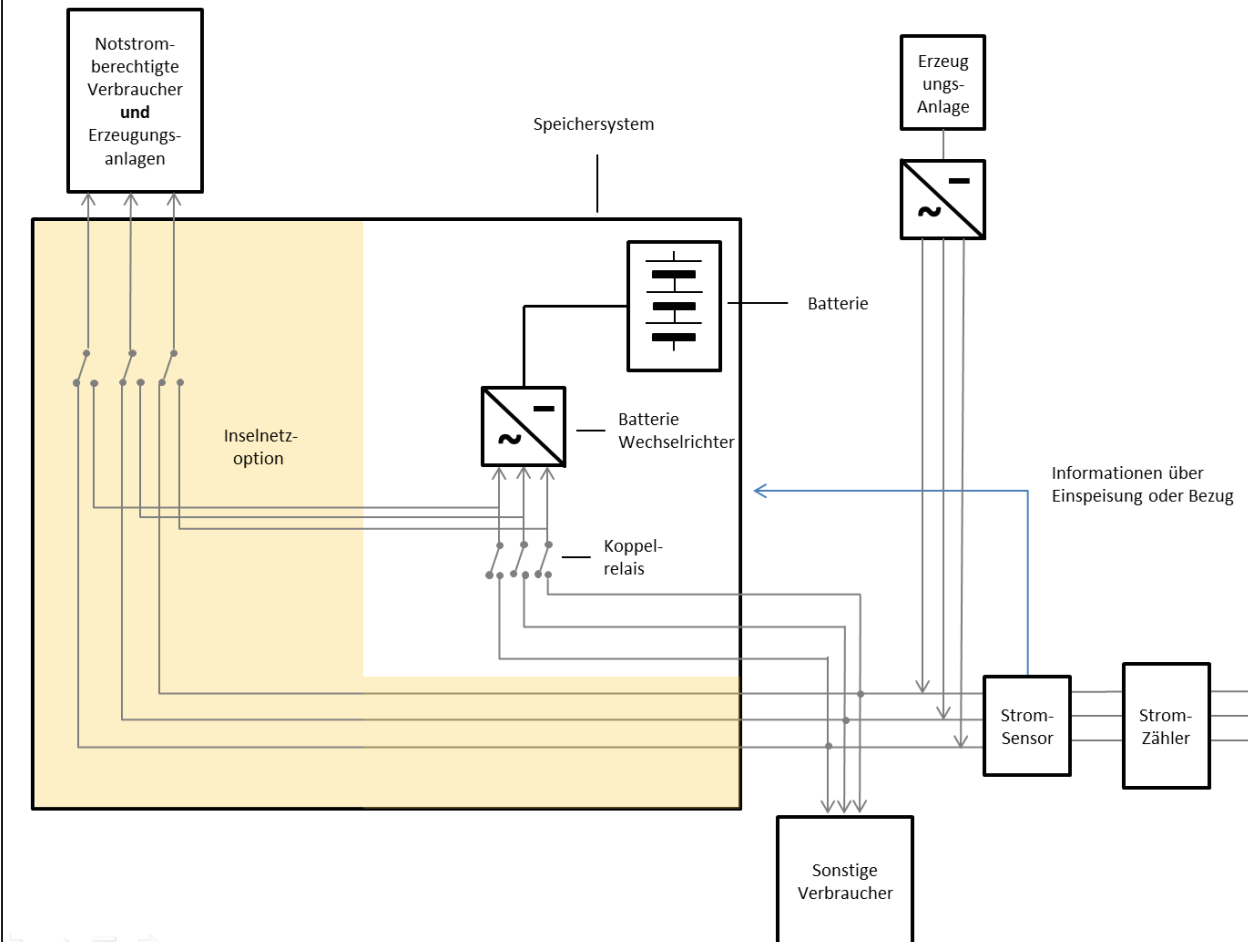 Notstrom-
berechtigte
Verbraucher
und
Erzeugungs-
anlagen
Speichersystem
Erzeug
ungs-
Anlage
Batterie
Batterie
Wechselrichter
Inselnetz-
option
Koppel-
relais
Informationen über
Einspeisung oder Bezug
Strom-
Sensor
Strom-
Zähler
Sonstige
Verbraucher